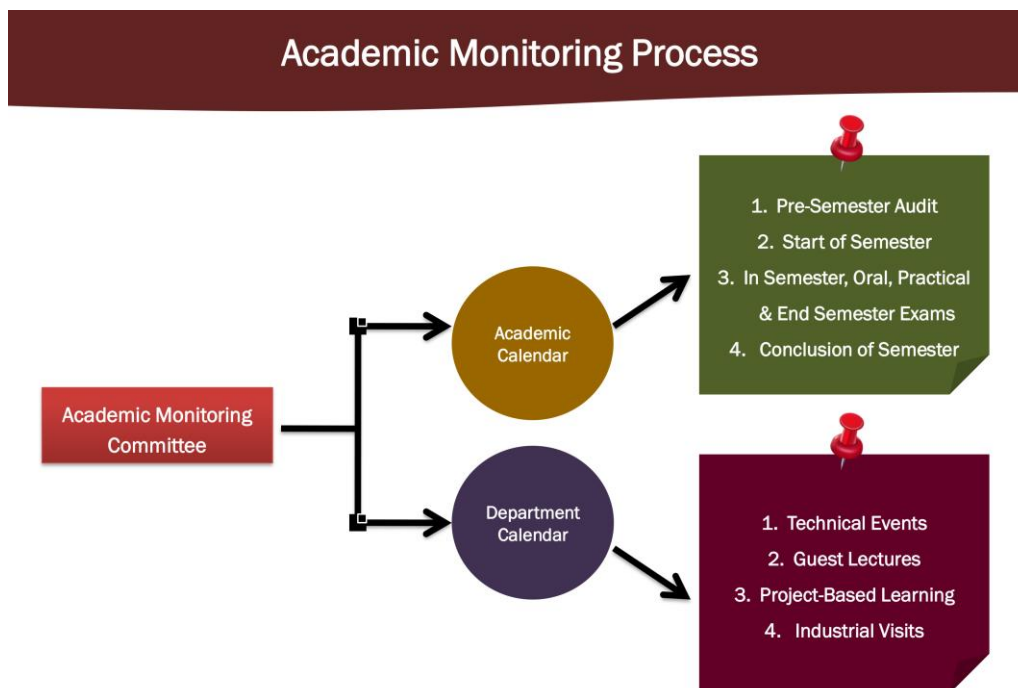 Academic Monitoring Process
Academic Monitoring
Committee
Academic
Calendar
1. Pre-Semester Audit
2. Start of Semester
3. In Semester, Oral, Practical
& End Semester Exams
4. Conclusion of Semester
Department
Calendar
1. Technical Events
2. Guest Lectures
3. Project-Based Learning
4. Industrial Visits